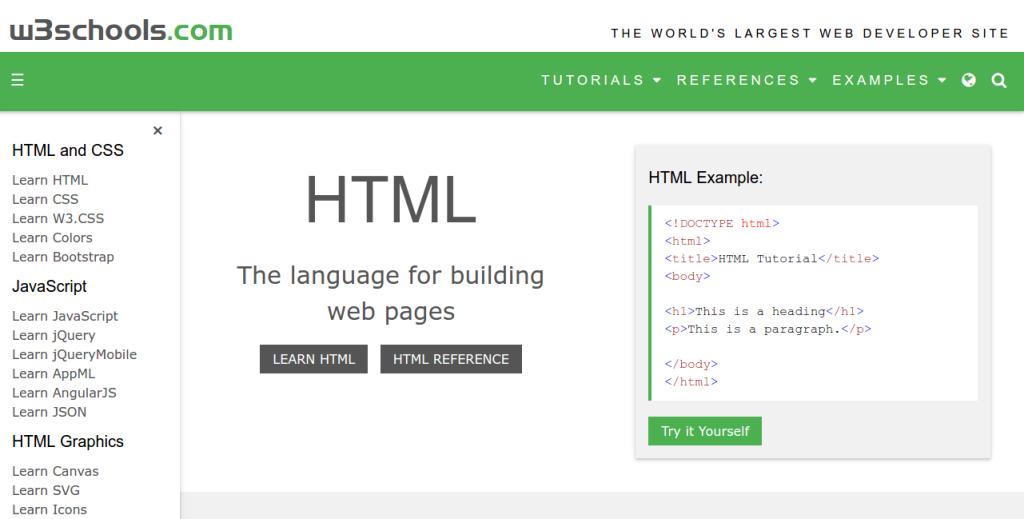 w3schools.com
THE WORLD'S LARGEST WEB DEVELOPER SITE
☰
TUTORIALS
REFERENCES
EXAMPLES
×
HTML and CSS
Learn HTML
Learn CSS
Learn W3.CSS
Learn Colors
Learn Bootstrap
JavaScript
Learn JavaScript
Learn jQuery
Learn jQueryMobile
Learn AppML
Learn AngularJS
Learn JSON
HTML Graphics
Learn Canvas
Learn SVG
Learn Icons
HTML
The language for building
web pages
LEARN HTML
HTML REFERENCE
HTML Example:
<!DOCTYPE html>
<html>
<title>HTML Tutorial</title>
<body>
<h1>This is a heading</h1>
<p>This is a paragraph.</p>
</body>
</html>
Try it Yourself